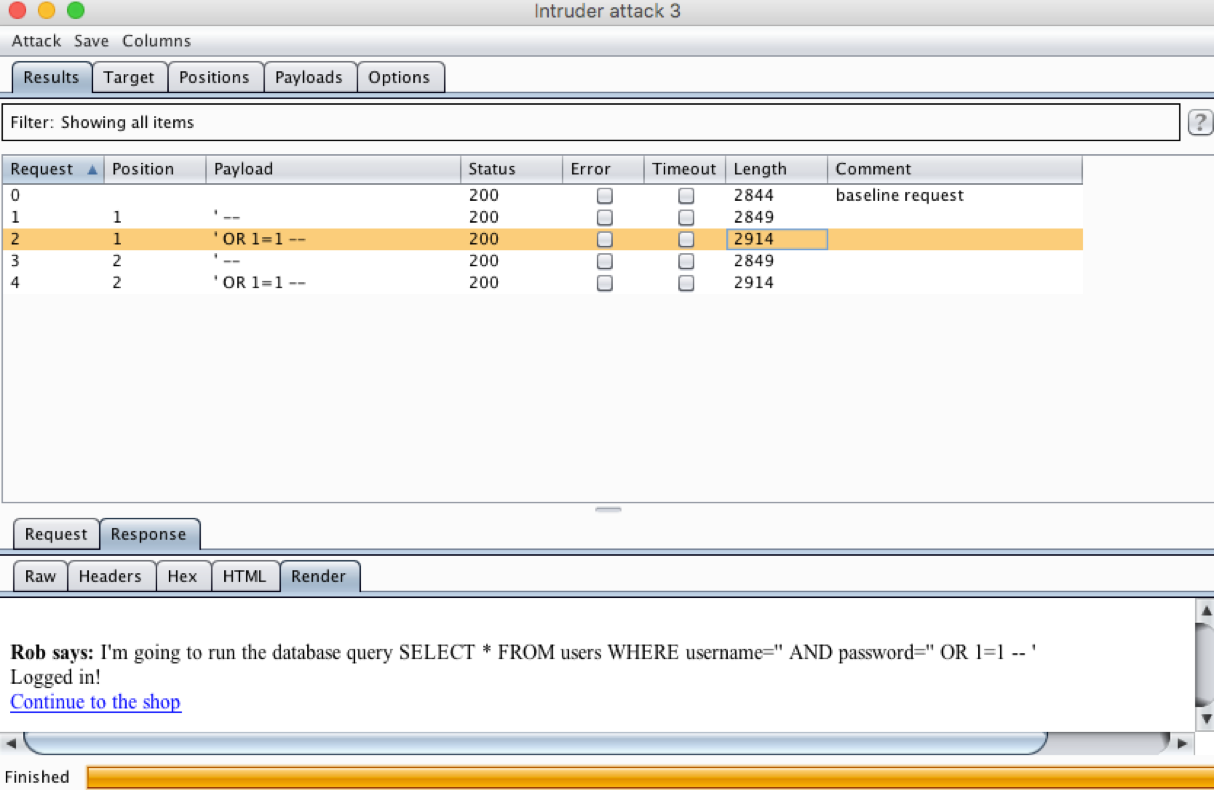 Intruder attack 3
Attack Save Columns
Results Target Positions Payloads Options
Filter: Showing all items ?
Request Position Payload Status Error Timeout Length Comment
0 200 2844 baseline request
1 1 ' -- 200 2849
2 1 ' OR 1=1 -- 200 2914
3 2 ' -- 200 2849
4 2 ' OR 1=1 -- 200 2914
Request Response
Raw Headers Hex HTML Render
Rob says: I'm going to run the database query SELECT * FROM users WHERE username='' AND password='' OR 1=1 -- '
Logged in!
Continue to the shop
Finished